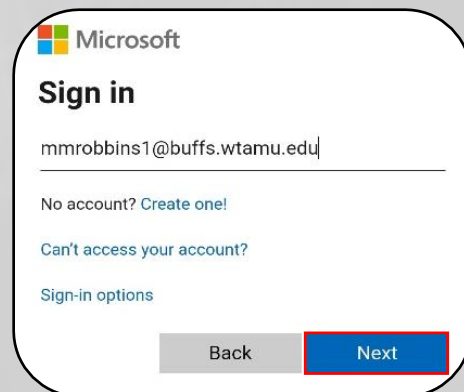 Microsoft
Sign in
mmrobbins1@buffs.wtamu.edu
No account? Create one!
Can't access your account?
Sign-in options
Back Next